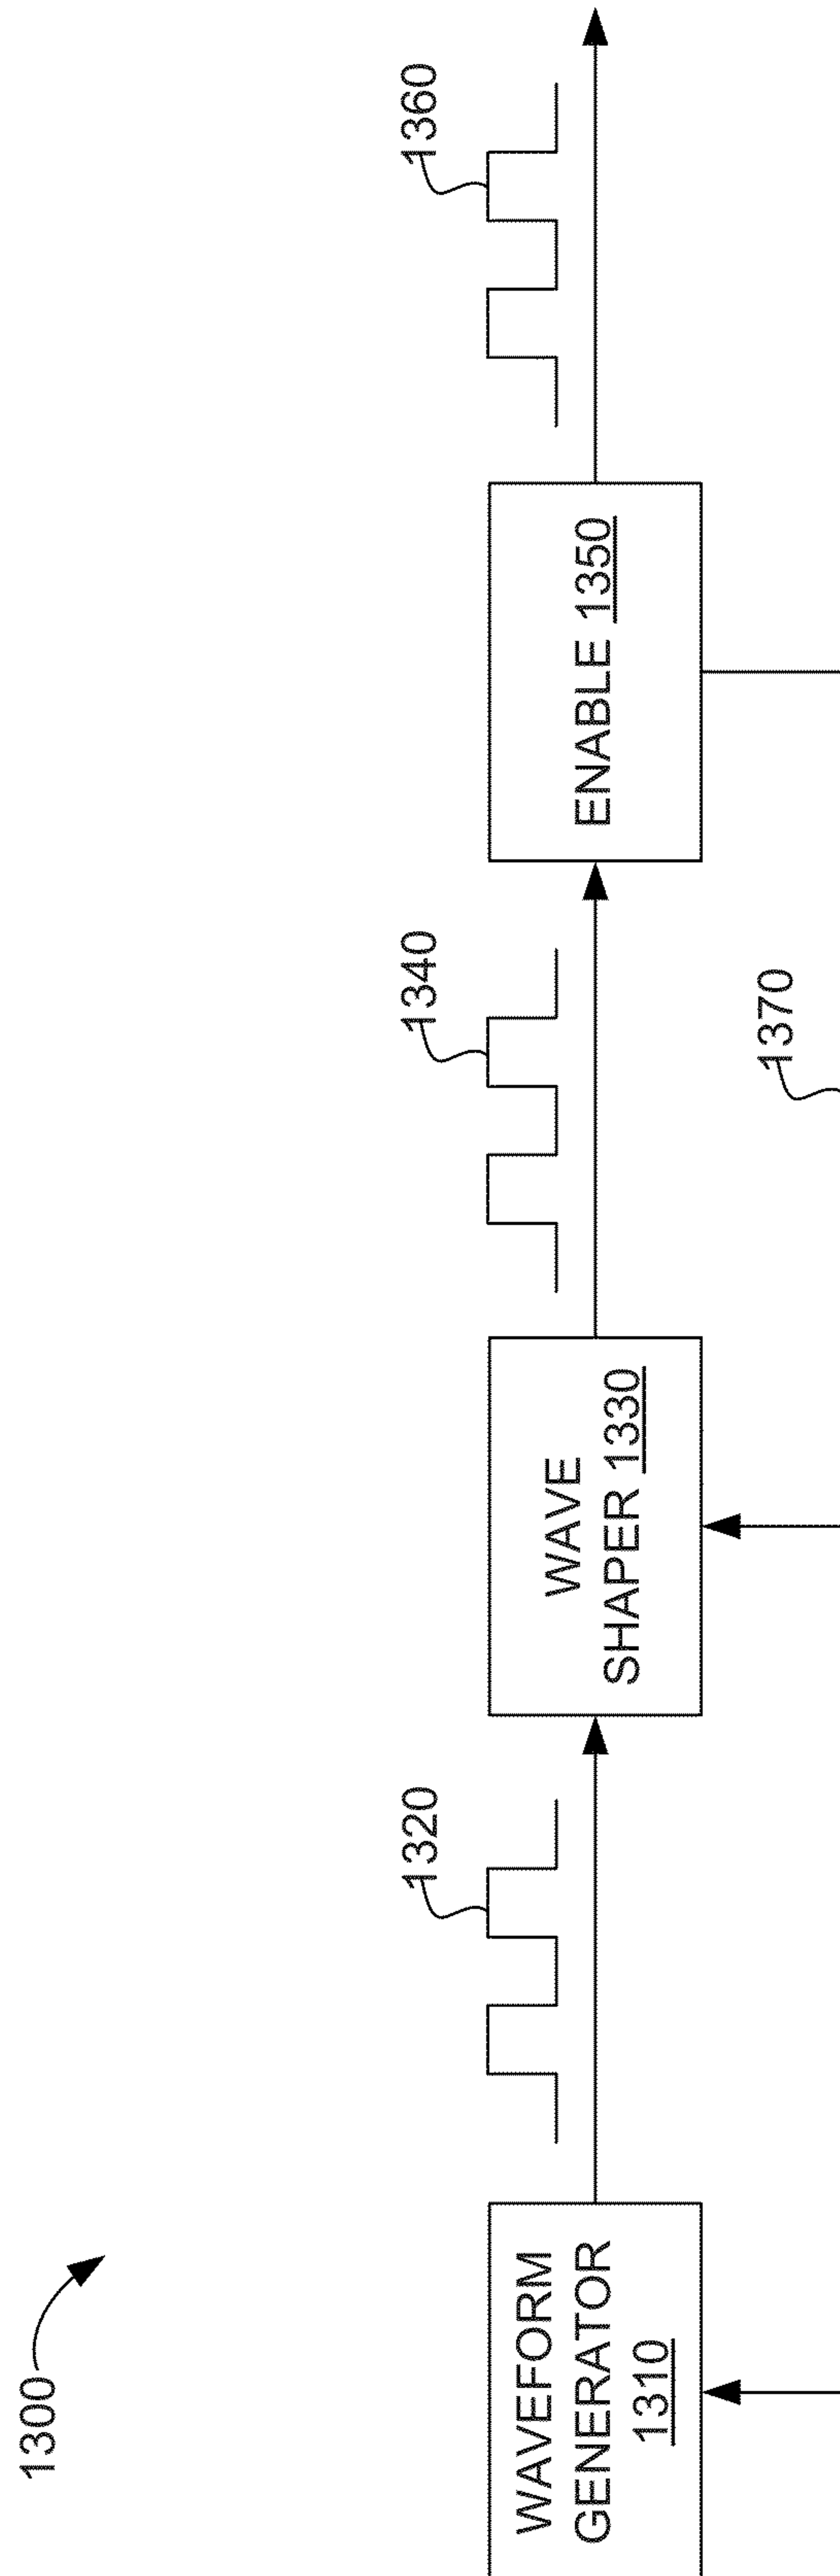 1300
WAVEFORM
GENERATOR
1310
1320
WAVE
SHAPER 1330
1340
ENABLE 1350
1360
1370